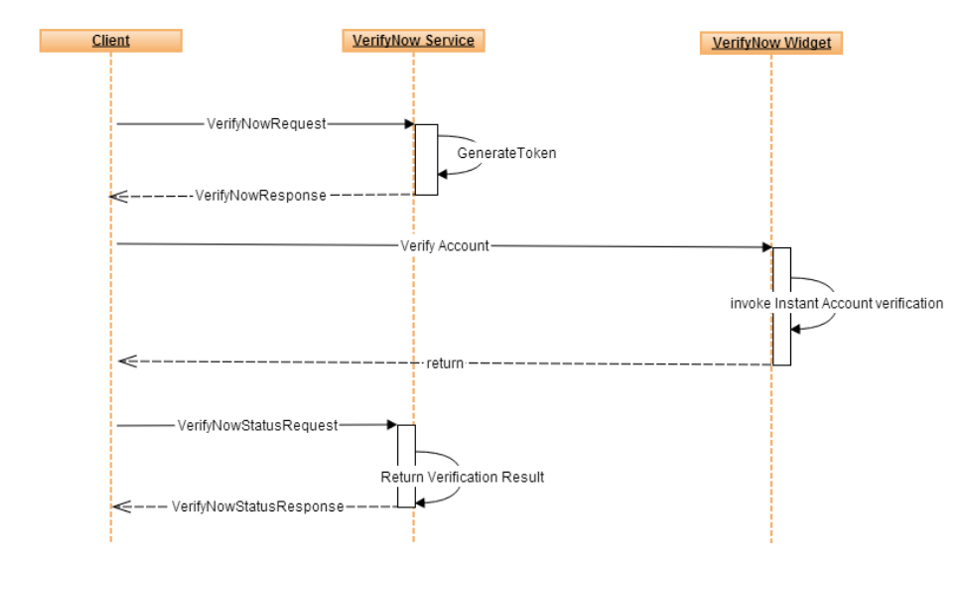 Client
VerifyNow Service
VerifyNow Widget
VerifyNowRequest
GenerateToken
VerifyNowResponse
Verify Account
invoke Instant Account verification
return
VerifyNowStatusRequest
Return Verification Result
VerifyNowStatusResponse